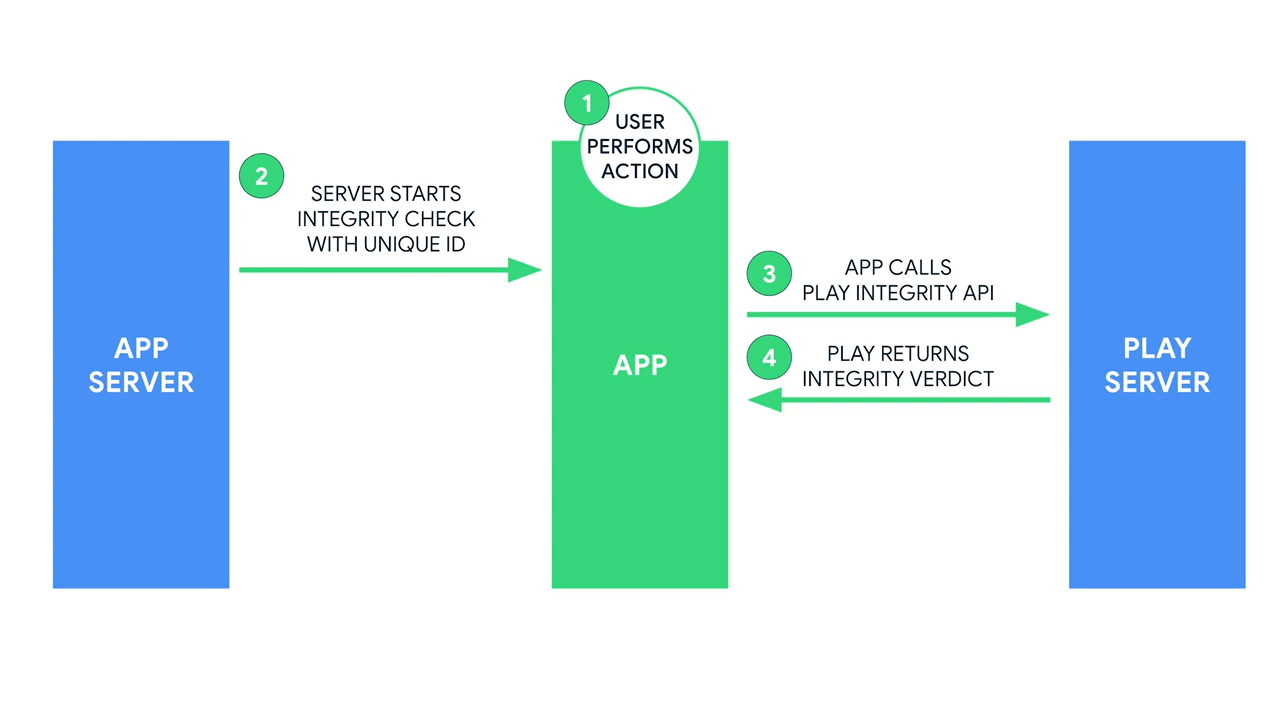 1
USER
PERFORMS
ACTION
2
SERVER STARTS
INTEGRITY CHECK
WITH UNIQUE ID
3
APP CALLS
PLAY INTEGRITY API
4
PLAY RETURNS
INTEGRITY VERDICT
APP
SERVER
APP
PLAY
SERVER